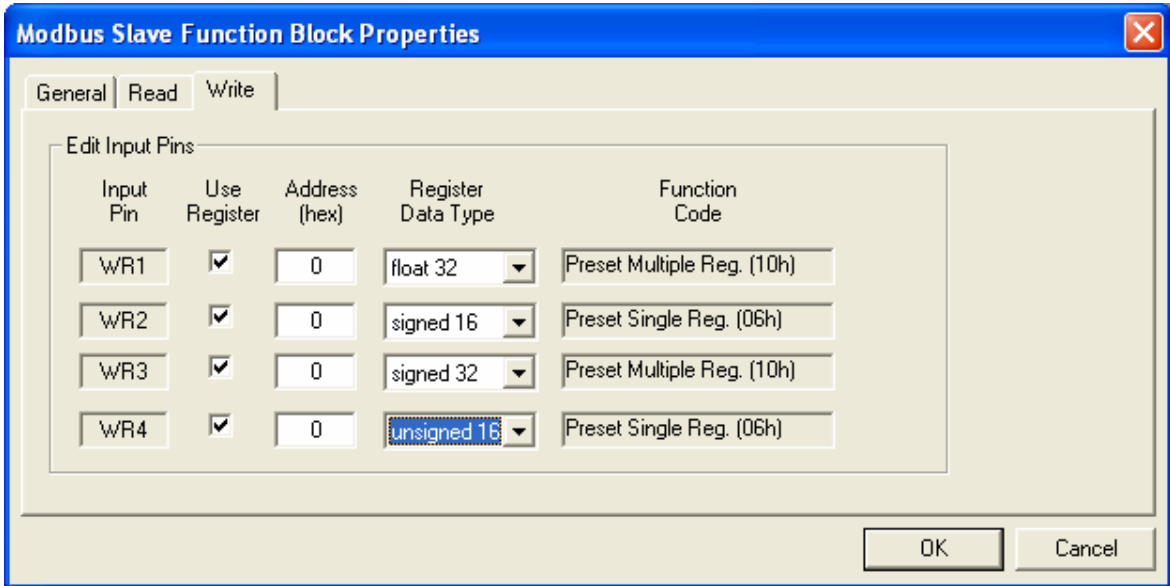 Modbus Slave Function Block Properties
General Read Write
Edit Input Pins
Input Pin Use Register Address (hex) Register Data Type Function Code
WR1 0 float 32 Preset Multiple Reg. (10h)
WR2 0 signed 16 Preset Single Reg. (06h)
WR3 0 signed 32 Preset Multiple Reg. (10h)
WR4 0 unsigned 16 Preset Single Reg. (06h)
OK Cancel